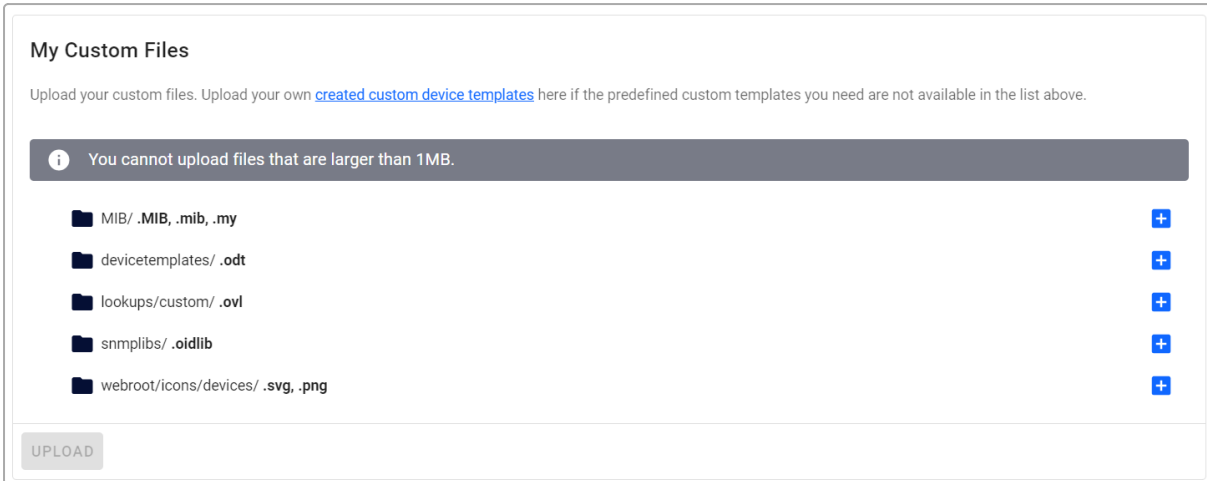 My Custom Files
Upload your custom files. Upload your own created custom device templates here if the predefined custom templates you need are not available in the list above.
You cannot upload files that are larger than 1MB.
MIB/ .MIB, .mib, .my
devicetemplates/ .odt
lookups/custom/ .ovl
snmplibs/ .oidlib
webroot/icons/devices/ .svg, .png
UPLOAD